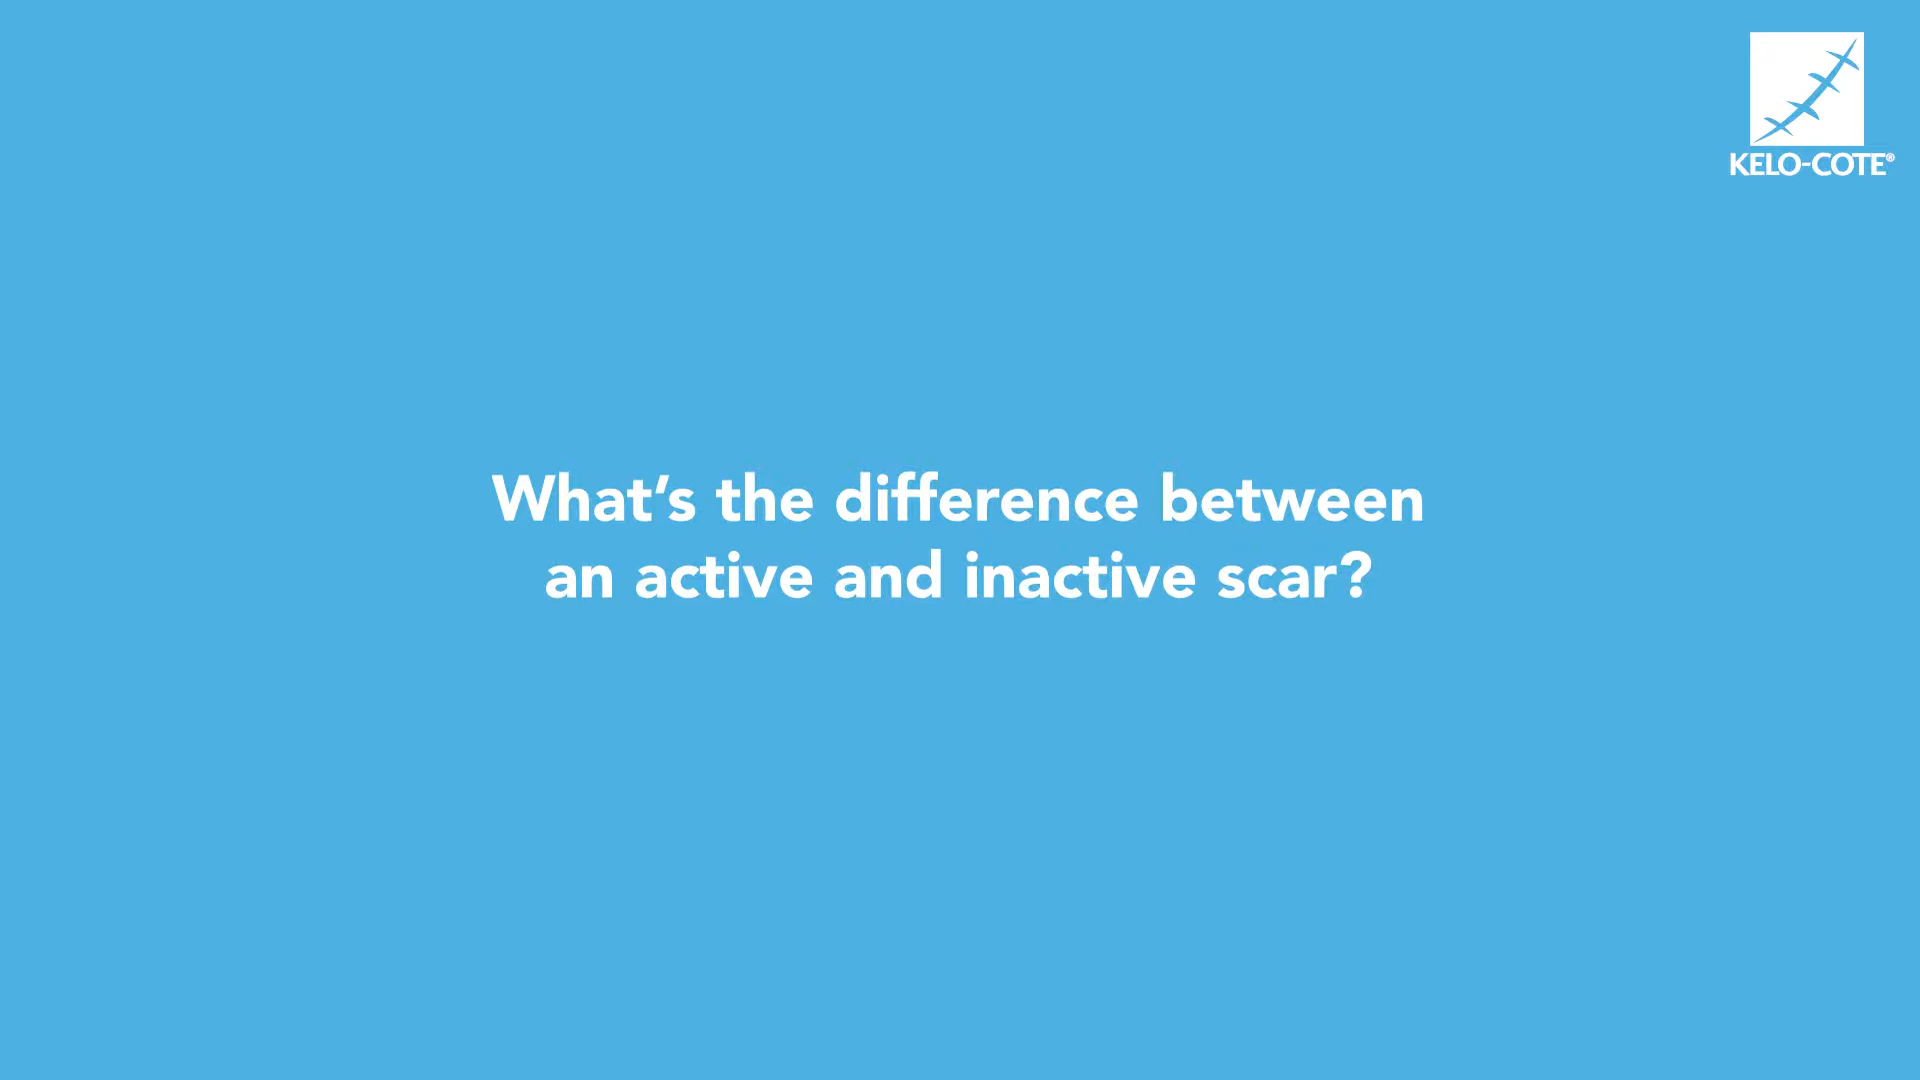 KELO-COTE®
What’s the difference between
an active and inactive scar?